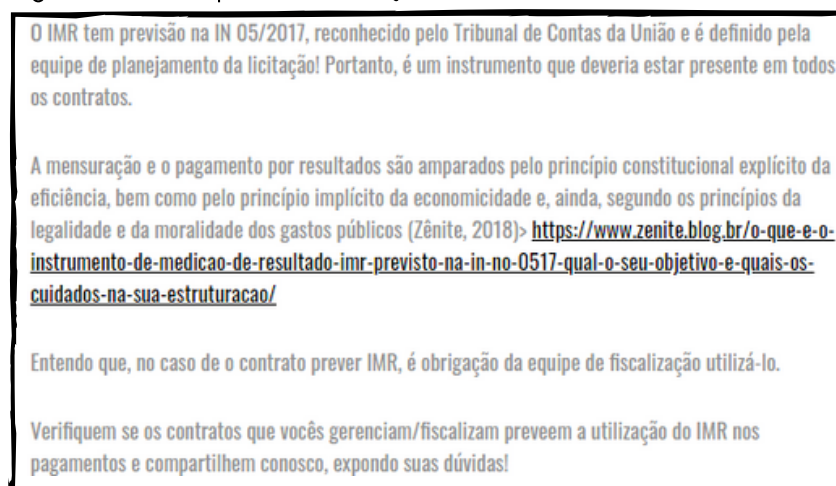 O IMR tem previsão na IN 05/2017, reconhecido pelo Tribunal de Contas da União e é definido pela
equipe de planejamento da licitação! Portanto, é um instrumento que deveria estar presente em todos
os contratos.
A mensuração e o pagamento por resultados são amparados pelo princípio constitucional explícito da
eficiência, bem como pelo princípio implícito da economicidade e, ainda, segundo os princípios da
legalidade e da moralidade dos gastos públicos (Zênite, 2018)> https://www.zenite.blog.br/o-que-e-o-
instrumento-de-medicao-de-resultado-imr-previsto-na-in-no-0517-qual-o-seu-objetivo-e-quais-os-
cuidados-na-sua-estruturacao/
Entendo que, no caso de o contrato prever IMR, é obrigação da equipe de fiscalização utilizá-lo.
Verifiquem se os contratos que vocês gerenciam/fiscalizam preveem a utilização do IMR nos
pagamentos e compartilhem conosco, expondo suas dúvidas!